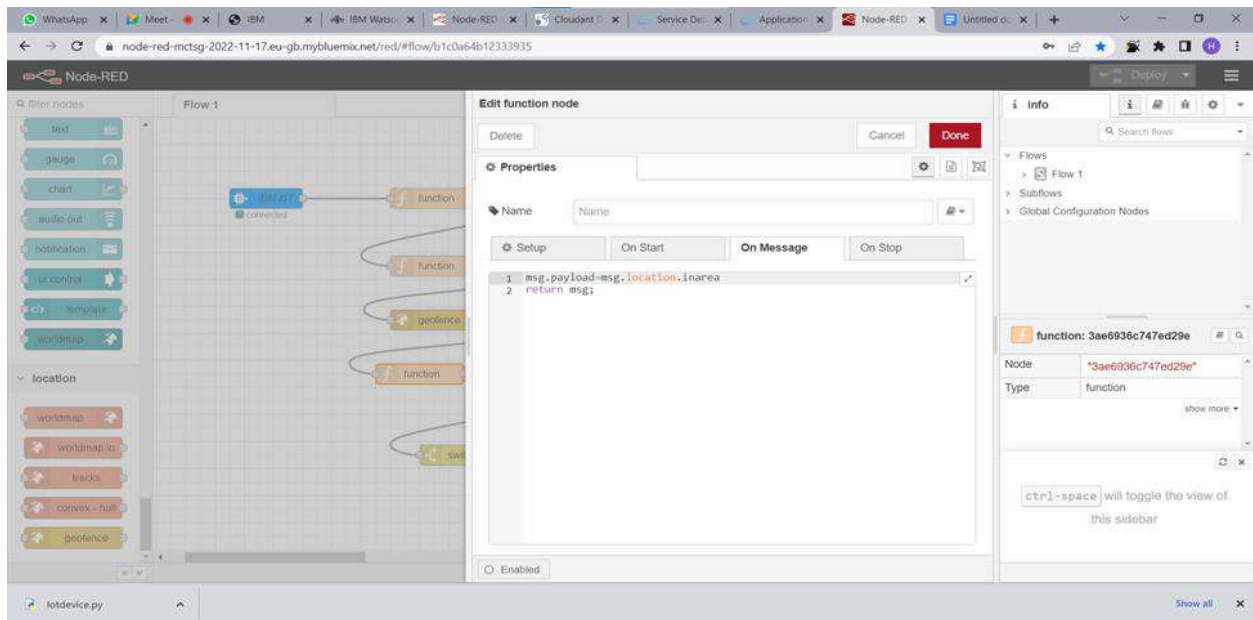 WhatsApp
Meet -
IBM
IBM Watso
Node-RED
Cloudant D
Service Det
Application
Node-RED
Untitled do
node-red-mctsg-2022-11-17.eu-gb.mybluemix.net/red/#flow/b1c0a64b12333935
H
Node-RED
Deploy
filter nodes
text
gauge
chart
audio out
notification
ui control
template
worldmap
location
worldmap
worldmap in
tracks
convex - hull
geofence
Flow 1
IBM IoT
connected
function
function
geofence
function
swit
Edit function node
Delete
Cancel
Done
Properties
Name
Name
Setup
On Start
On Message
On Stop
1 msg.payload=msg.location.inarea
2 return msg;
Enabled
info
Search flows
Flows
Flow 1
Subflows
Global Configuration Nodes
function: 3ae6936c747ed29e
Node "3ae6936c747ed29e"
Type function
show more
ctrl-space will toggle the view of
this sidebar
Iotdevice.py
Show all